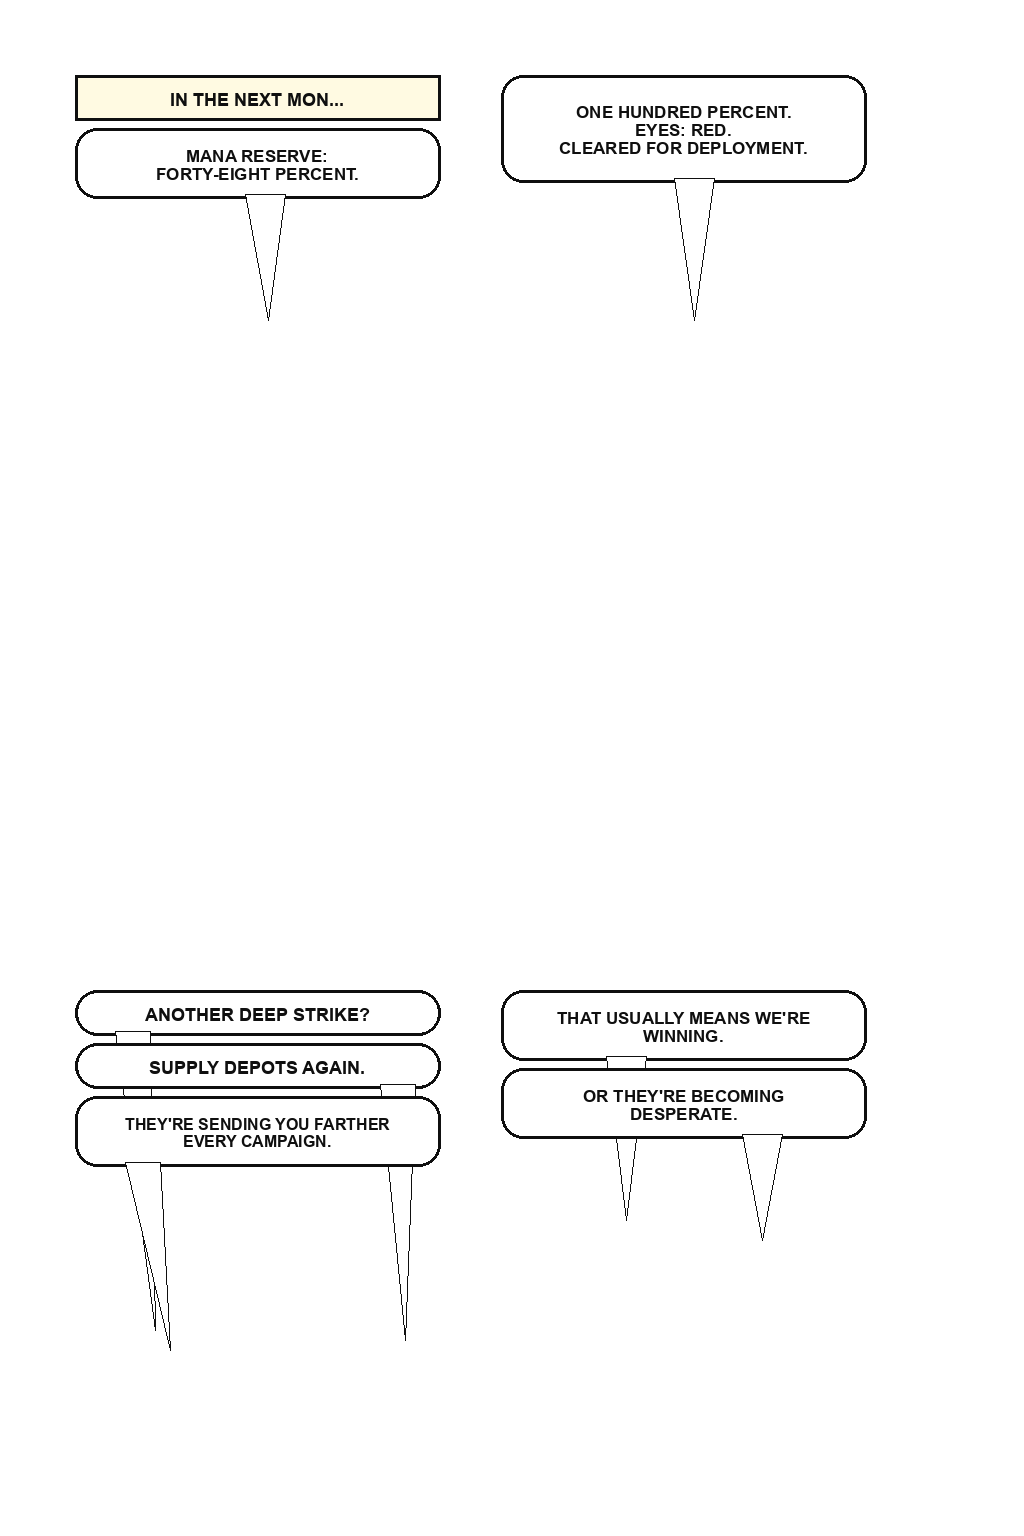 IN THE NEXT MON...
MANA RESERVE:
FORTY-EIGHT PERCENT.
ONE HUNDRED PERCENT.
EYES: RED.
CLEARED FOR DEPLOYMENT.
ANOTHER DEEP STRIKE?
SUPPLY DEPOTS AGAIN.
THEY'RE SENDING YOU FARTHER
EVERY CAMPAIGN.
THAT USUALLY MEANS WE'RE
WINNING.
OR THEY'RE BECOMING
DESPERATE.